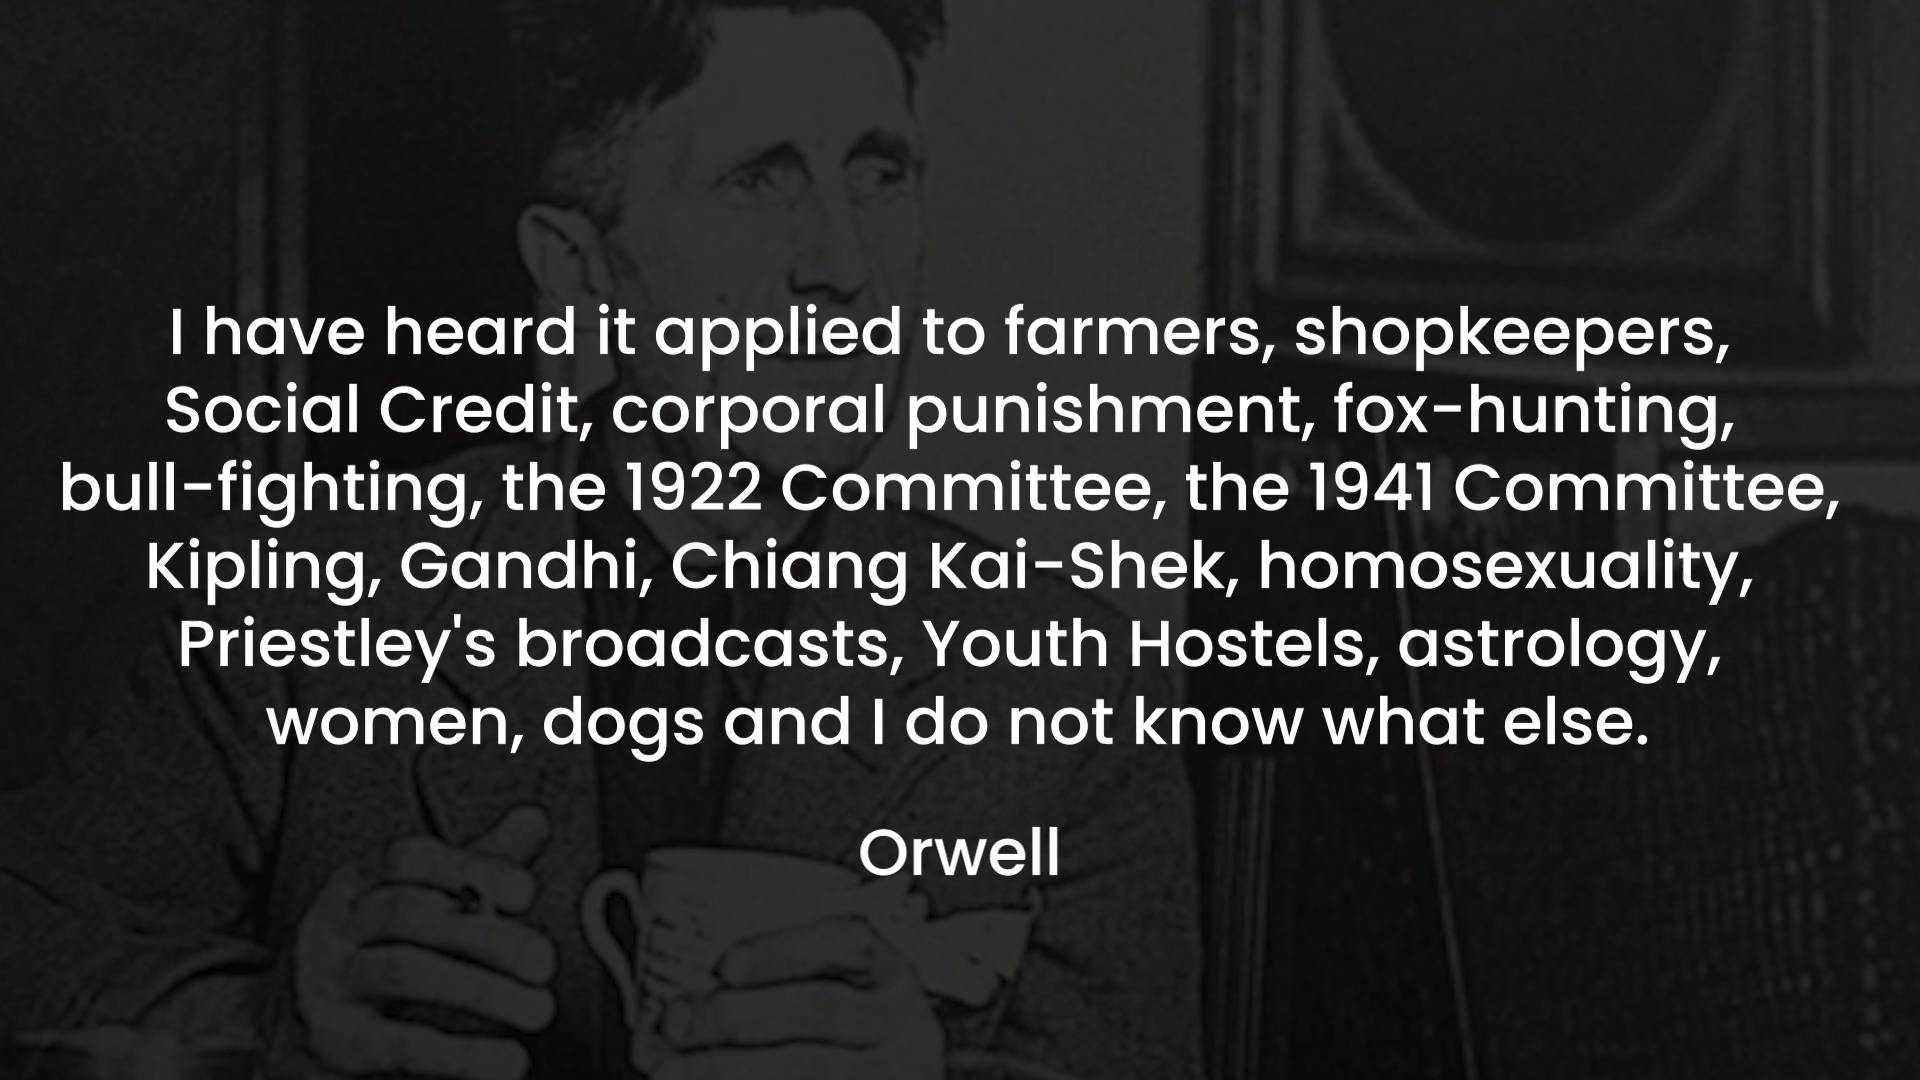 I have heard it applied to farmers, shopkeepers,
Social Credit, corporal punishment, fox-hunting,
bull-fighting, the 1922 Committee, the 1941 Committee,
Kipling, Gandhi, Chiang Kai-Shek, homosexuality,
Priestley's broadcasts, Youth Hostels, astrology,
women, dogs and I do not know what else.
Orwell